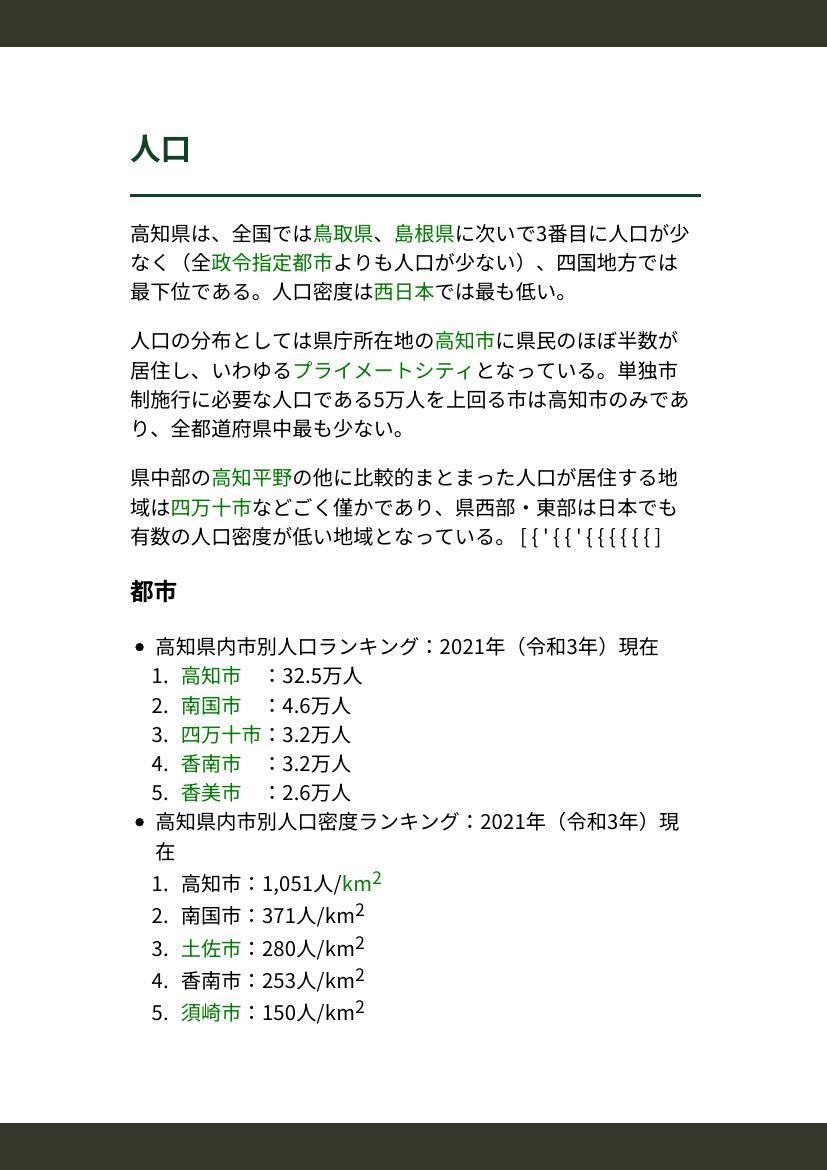 人口
高知県は、全国では鳥取県、島根県に次いで3番目に人口が少
なく（全政令指定都市よりも人口が少ない）、四国地方では
最下位である。人口密度は西日本では最も低い。
人口の分布としては県庁所在地の高知市に県民のほぼ半数が
居住し、いわゆるプライメートシティとなっている。単独市
制施行に必要な人口である5万人を上回る市は高知市のみであ
り、全都道府県中最も少ない。
県中部の高知平野の他に比較的まとまった人口が居住する地
域は四万十市などごく僅かであり、県西部・東部は日本でも
有数の人口密度が低い地域となっている。 [ { ' { { ' { { { { { { ]
都市
• 高知県内市別人口ランキング：2021年（令和3年）現在
1. 高知市　：32.5万人
2. 南国市　：4.6万人
3. 四万十市：3.2万人
4. 香南市　：3.2万人
5. 香美市　：2.6万人
• 高知県内市別人口密度ランキング：2021年（令和3年）現
在
1. 高知市：1,051人/km²
2. 南国市：371人/km²
3. 土佐市：280人/km²
4. 香南市：253人/km²
5. 須崎市：150人/km²